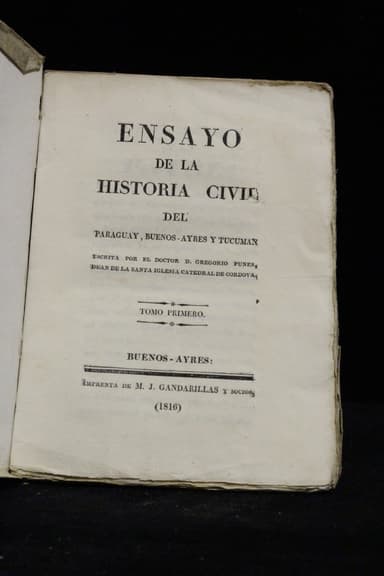 ENSAYO
DE LA
HISTORIA CIVIL
DEL
PARAGUAY, BUENOS-AYRES Y TUCUMAN
ESCRITA POR EL DOCTOR D. GREGORIO FUNES,
DEAN DE LA SANTA IGLESIA CATEDRAL DE CORDOVA,
TOMO PRIMERO.
BUENOS-AYRES:
IMPRENTA DE M. J. GANDARILLAS Y SOCIOS,
(1816)